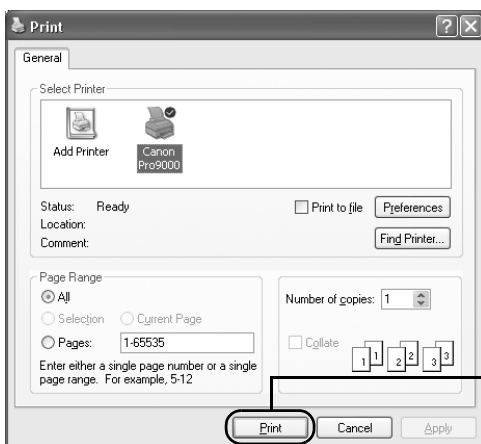 Print
General
Select Printer
Add Printer
Canon
Pro9000
Status: Ready
Location:
Comment:
Print to file
Preferences
Find Printer...
Page Range
All
Selection
Current Page
Pages: 1-65535
Enter either a single page number or a single
page range. For example, 5-12
Number of copies: 1
Collate
1 1 2 2 3 3
Print
Cancel
Apply